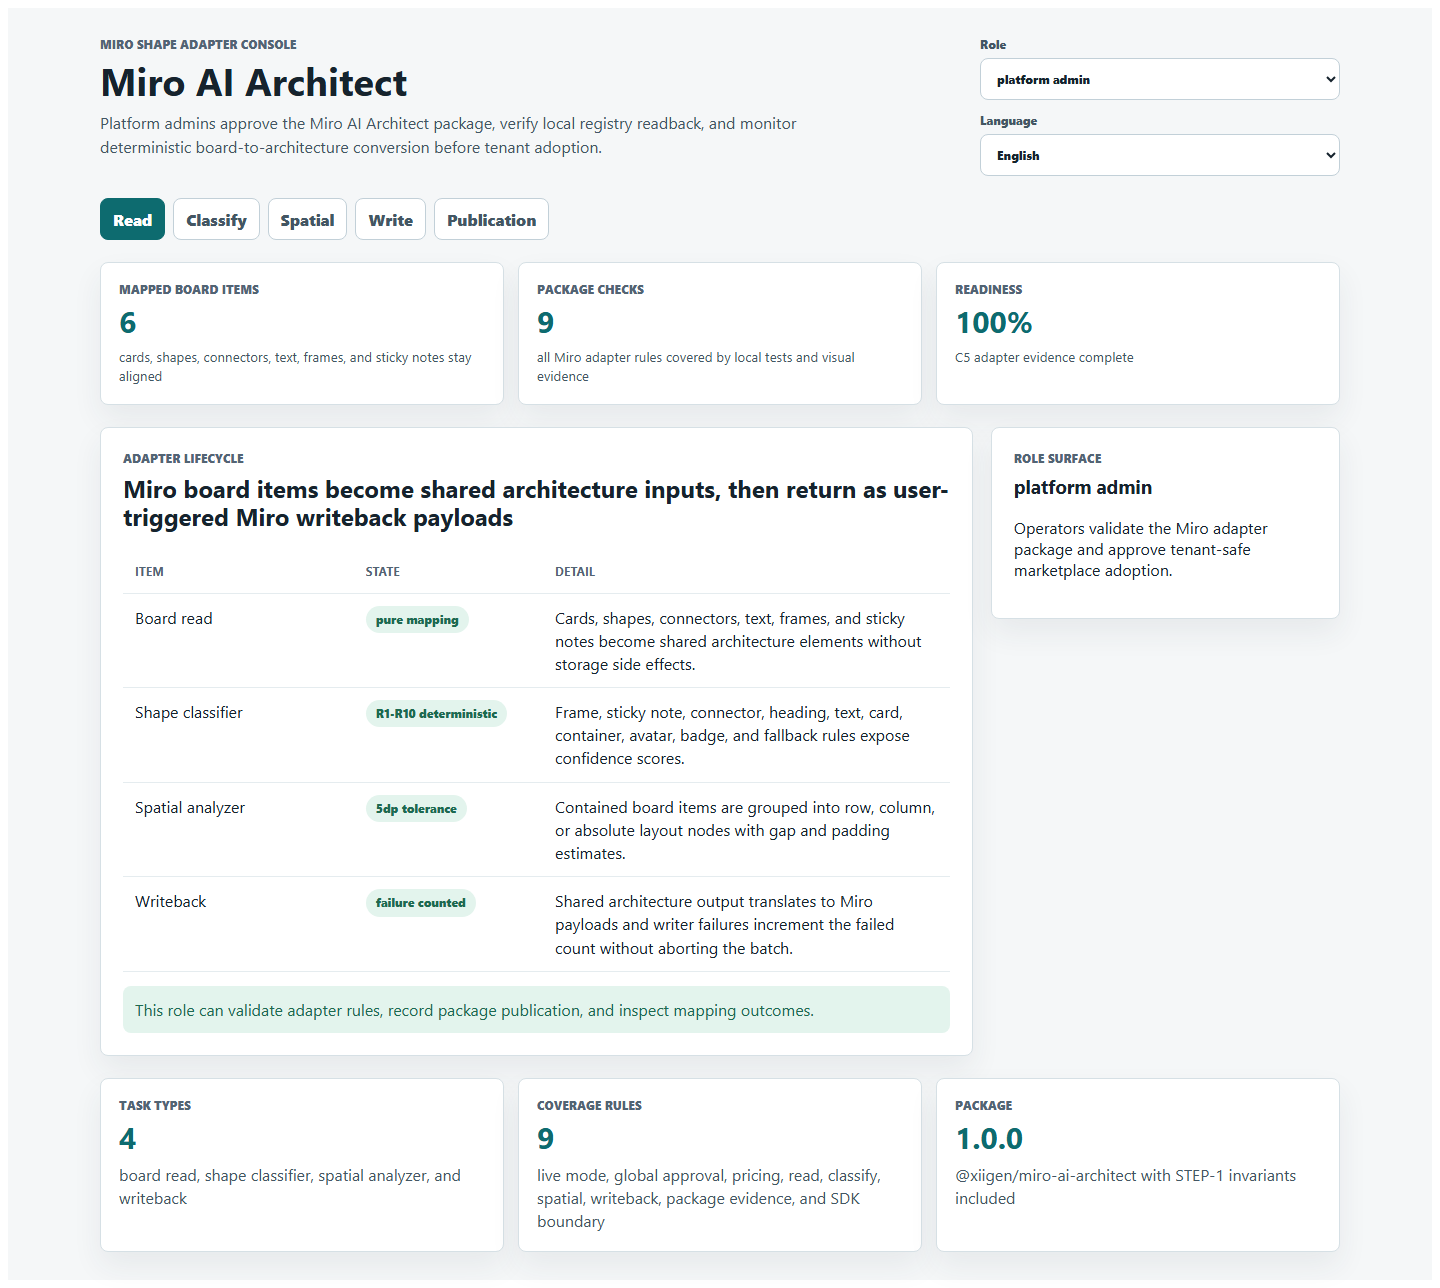 MIRO SHAPE ADAPTER CONSOLE
Miro AI Architect
Platform admins approve the Miro AI Architect package, verify local registry readback, and monitor
deterministic board-to-architecture conversion before tenant adoption.
Role
platform admin
Language
English
Read
Classify
Spatial
Write
Publication
MAPPED BOARD ITEMS
6
cards, shapes, connectors, text, frames, and sticky notes stay
aligned
PACKAGE CHECKS
9
all Miro adapter rules covered by local tests and visual
evidence
READINESS
100%
C5 adapter evidence complete
ADAPTER LIFECYCLE
Miro board items become shared architecture inputs, then return as user-
triggered Miro writeback payloads
ITEM
STATE
DETAIL
Board read
pure mapping
Cards, shapes, connectors, text, frames, and sticky
notes become shared architecture elements without
storage side effects.
Shape classifier
R1-R10 deterministic
Frame, sticky note, connector, heading, text, card,
container, avatar, badge, and fallback rules expose
confidence scores.
Spatial analyzer
5dp tolerance
Contained board items are grouped into row, column,
or absolute layout nodes with gap and padding
estimates.
Writeback
failure counted
Shared architecture output translates to Miro
payloads and writer failures increment the failed
count without aborting the batch.
This role can validate adapter rules, record package publication, and inspect mapping outcomes.
ROLE SURFACE
platform admin
Operators validate the Miro adapter
package and approve tenant-safe
marketplace adoption.
TASK TYPES
4
board read, shape classifier, spatial analyzer, and
writeback
COVERAGE RULES
9
live mode, global approval, pricing, read, classify,
spatial, writeback, package evidence, and SDK
boundary
PACKAGE
1.0.0
@xiigen/miro-ai-architect with STEP-1 invariants
included